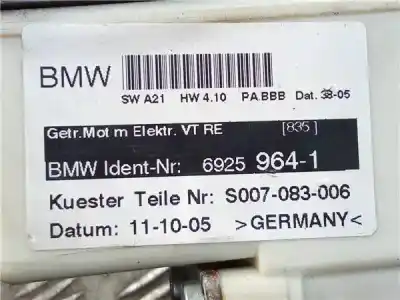 BMW
SW A21 HW 4.10 PA.BBB Dat. 38-05
Getr.Mot m Elektr. VT RE [835]
BMW Ident-Nr: 6925 964-1
Kuester Teile Nr: S007-083-006
Datum: 11-10-05 >GERMANY<